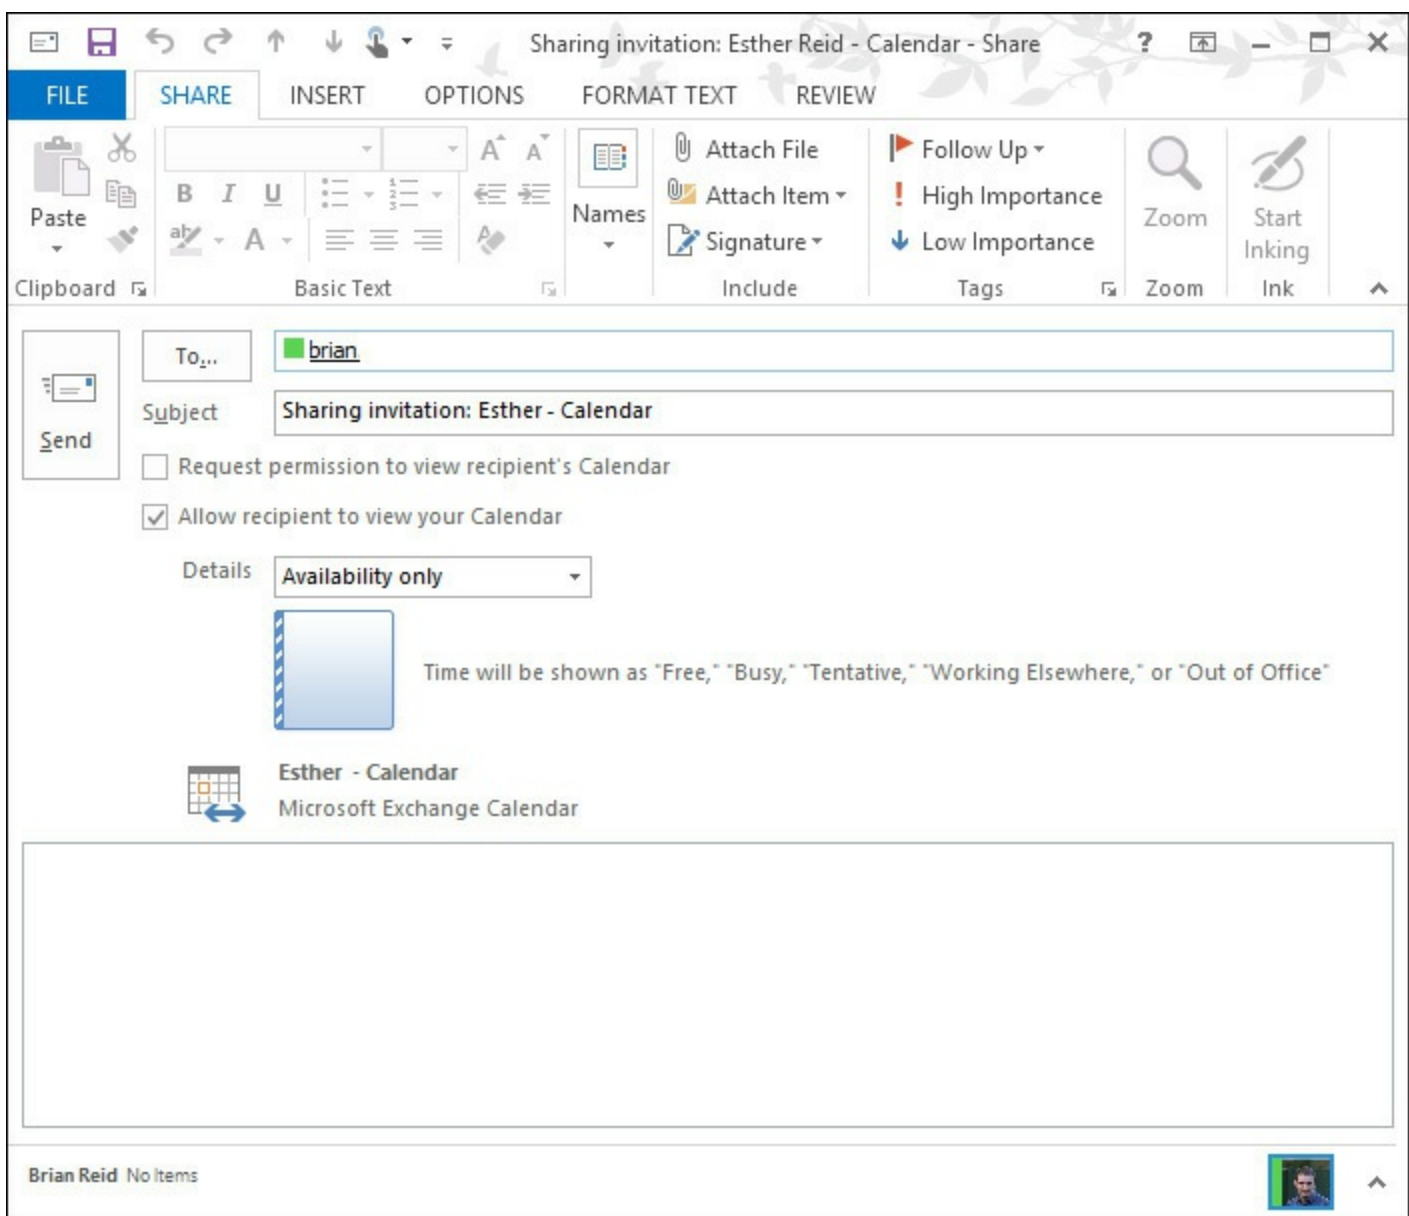 Sharing invitation: Esther Reid - Calendar - Share ?
FILE SHARE INSERT OPTIONS FORMAT TEXT REVIEW
Paste
Clipboard
B I U
ab A
A A
Basic Text
Names
Attach File
Attach Item
Signature
Include
Follow Up
! High Importance
Low Importance
Tags
Zoom
Zoom
Start
Inking
Ink
Send
To... brian
Subject Sharing invitation: Esther - Calendar
Request permission to view recipient's Calendar
Allow recipient to view your Calendar
Details Availability only
Time will be shown as "Free," "Busy," "Tentative," "Working Elsewhere," or "Out of Office"
Esther - Calendar
Microsoft Exchange Calendar
Brian Reid No Items